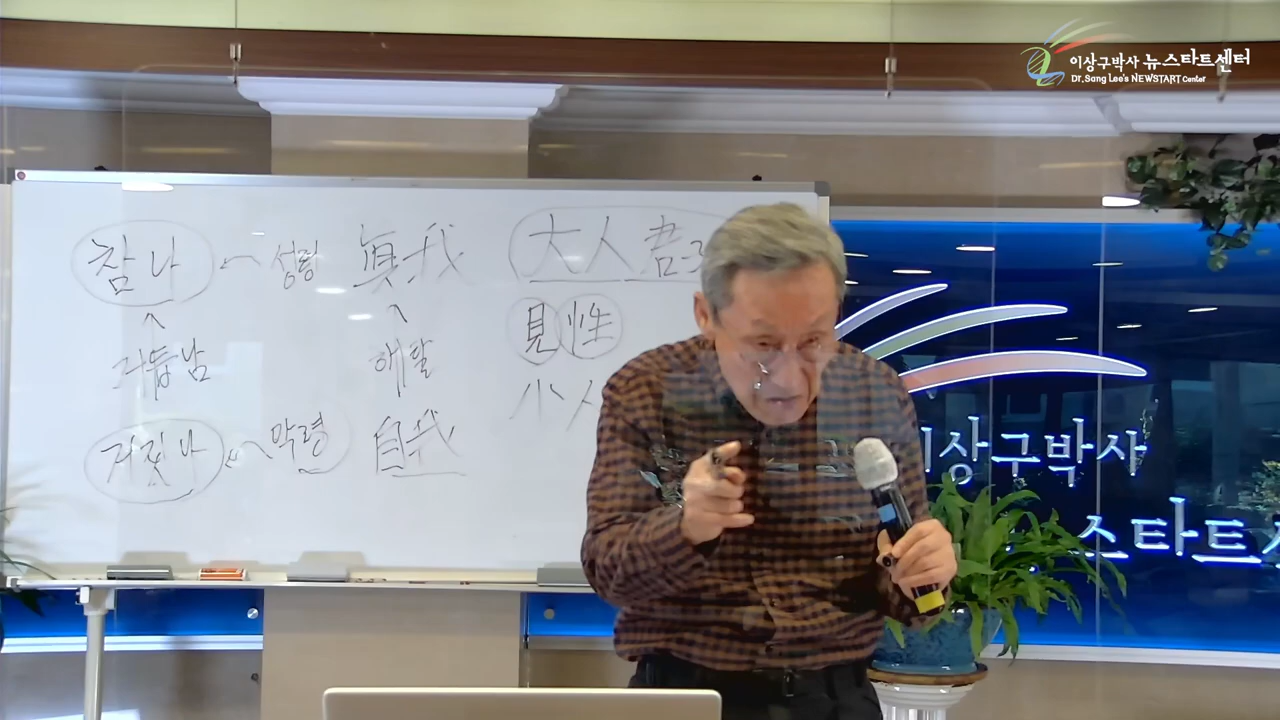 이상구박사 뉴스타트센터
Dr. Sang Lee's NEWSTART Center
참나 성령 眞我 大人 君子
거듭남 해탈 見性
小人
거짓나 악령 自我
이상구박사
스타트